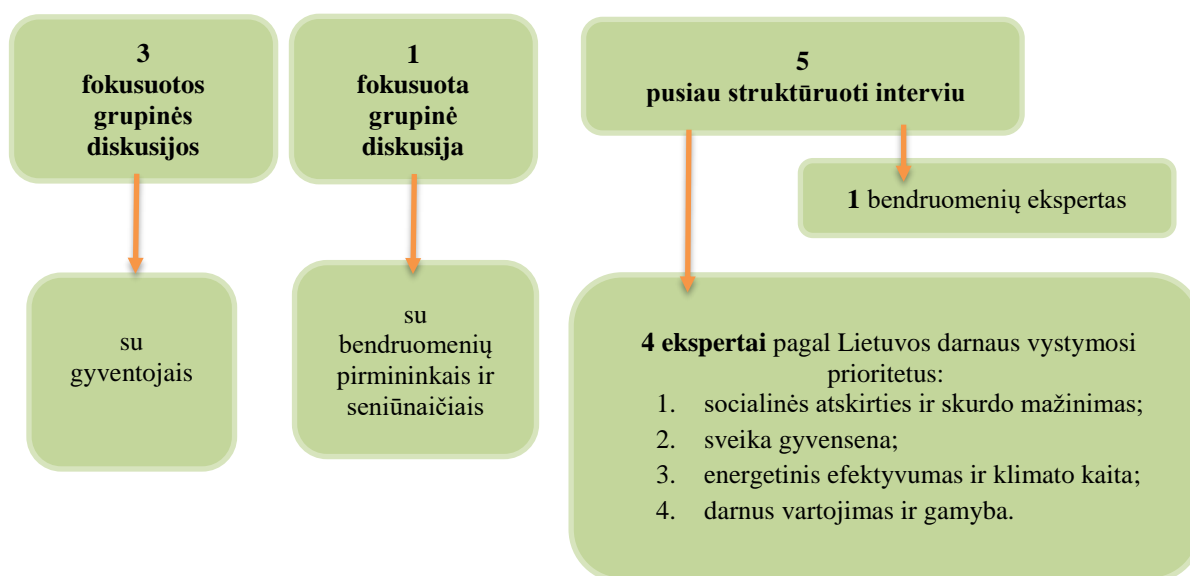 3
fokusuotos
grupinės
diskusijos
su
gyventojais
1
fokusuota
grupinė
diskusija
su
bendruomenių
pirmininkais ir
seniūnaičiais
5
pusiau struktūruoti interviu
1 bendruomenių ekspertas
4 ekspertai pagal Lietuvos darnaus vystymosi
prioritetus:
1. socialinės atskirties ir skurdo mažinimas;
2. sveika gyvensena;
3. energetinis efektyvumas ir klimato kaita;
4. darnus vartojimas ir gamyba.